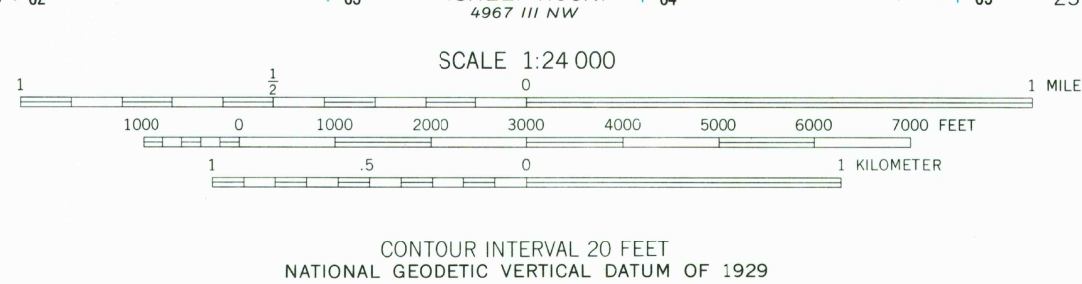 4967 III NW
SCALE 1:24 000
1 1/2 0 1 MILE
1000 0 1000 2000 3000 4000 5000 6000 7000 FEET
1 .5 0 1 KILOMETER
CONTOUR INTERVAL 20 FEET
NATIONAL GEODETIC VERTICAL DATUM OF 1929